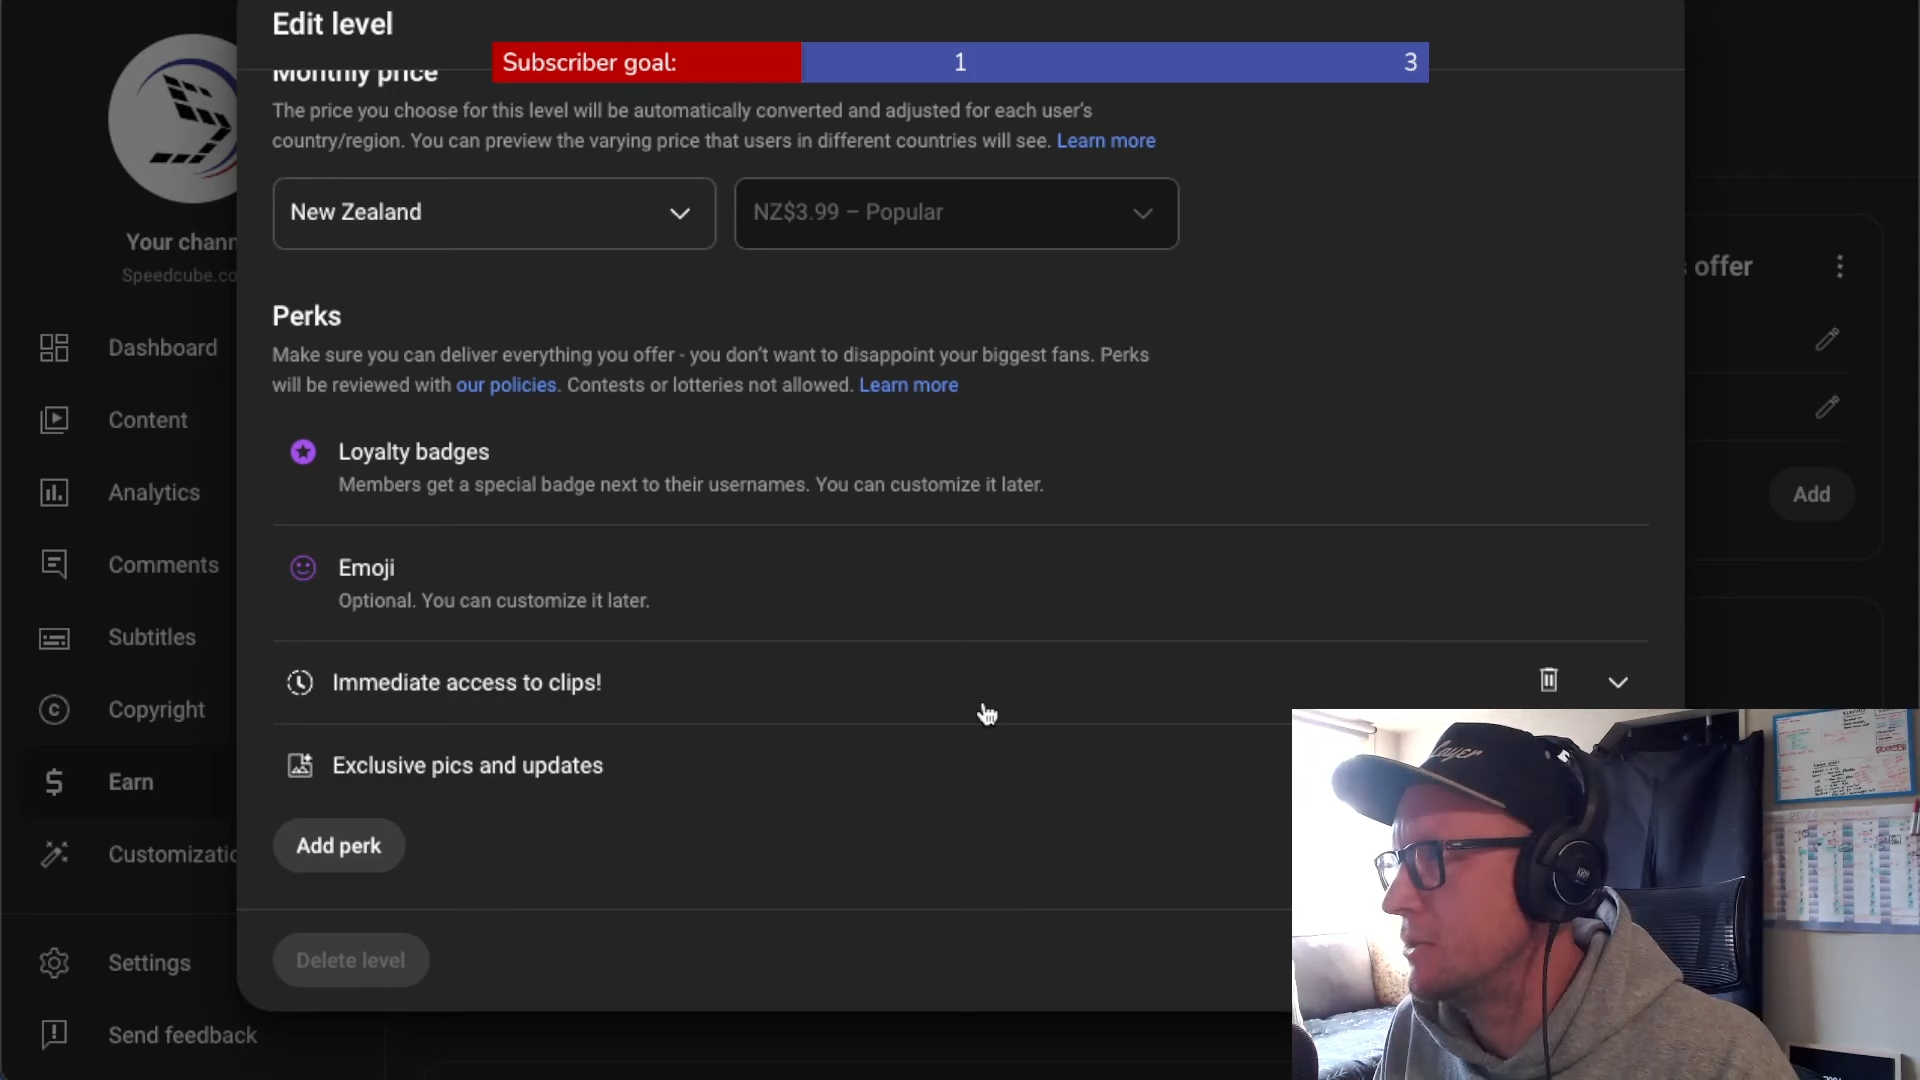 Edit level
Subscriber goal: 1 3
Monthly price
The price you choose for this level will be automatically converted and adjusted for each user's
country/region. You can preview the varying price that users in different countries will see. Learn more
New Zealand
NZ$3.99 – Popular
Perks
Make sure you can deliver everything you offer - you don't want to disappoint your biggest fans. Perks
will be reviewed with our policies. Contests or lotteries not allowed. Learn more
Loyalty badges
Members get a special badge next to their usernames. You can customize it later.
Emoji
Optional. You can customize it later.
Immediate access to clips!
Exclusive pics and updates
Add perk
Delete level
Your chann
Speedcube.co
Dashboard
Content
Analytics
Comments
Subtitles
Copyright
Earn
Customizatio
Settings
Send feedback
offer
Add
2024